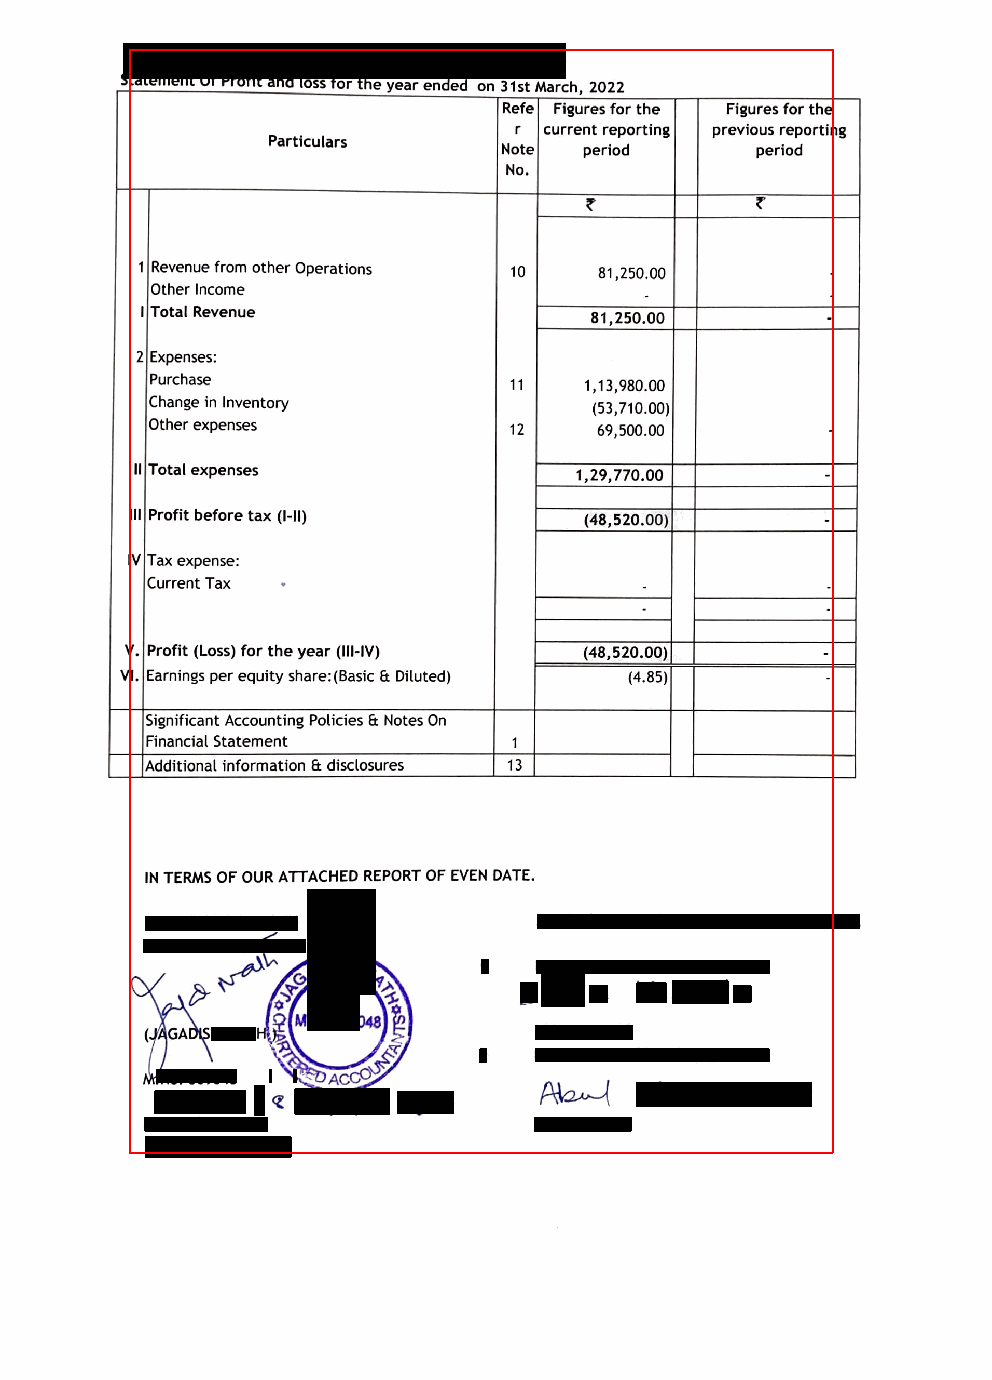 Statement Of Profit and loss for the year ended on 31st March, 2022
Particulars
Refe
r
Note
No.
Figures for the
current reporting
period
Figures for the
previous reporting
period
₹ ₹
1 Revenue from other Operations 10 81,250.00 -
Other Income - -
I Total Revenue 81,250.00 -
2 Expenses:
Purchase 11 1,13,980.00
Change in Inventory (53,710.00)
Other expenses 12 69,500.00 -
II Total expenses 1,29,770.00 -
III Profit before tax (I-II) (48,520.00) -
IV Tax expense:
Current Tax - -
- -
V. Profit (Loss) for the year (III-IV) (48,520.00) -
VI. Earnings per equity share:(Basic & Diluted) (4.85) -
Significant Accounting Policies & Notes On
Financial Statement 1
Additional information & disclosures 13
IN TERMS OF OUR ATTACHED REPORT OF EVEN DATE.
048
CHARTERED ACCOUNTANTS
(JAGADIS H.)
Abul